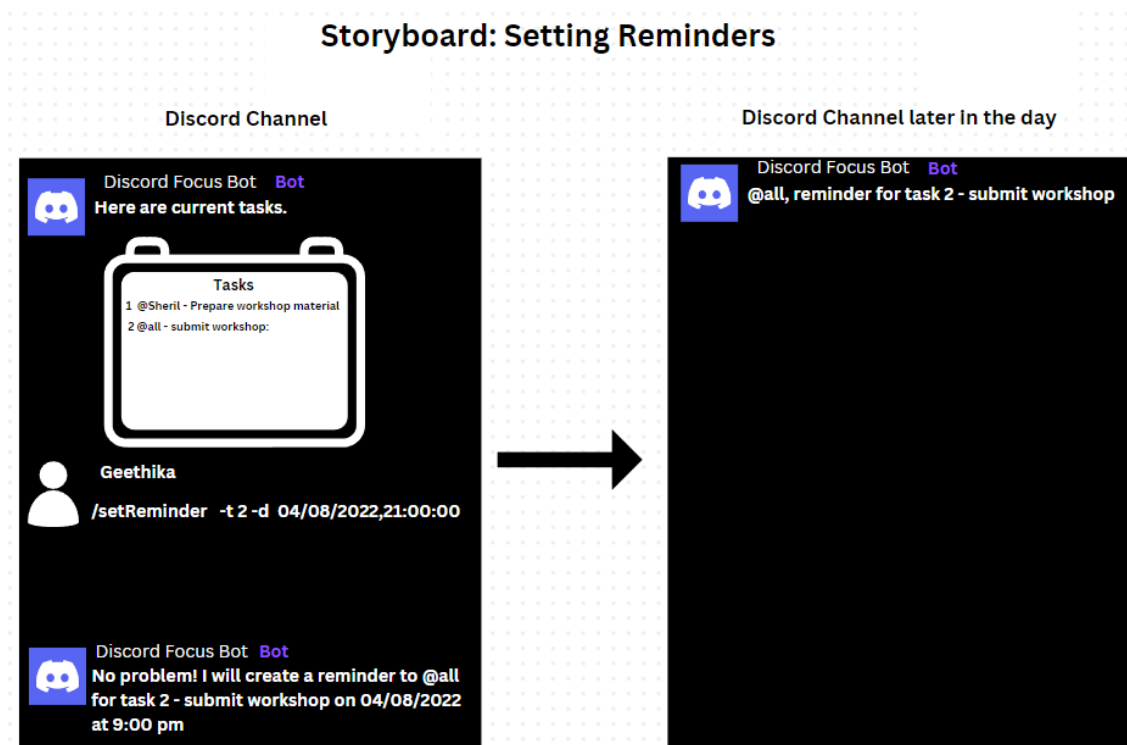 Storyboard: Setting Reminders
Discord Channel
Discord Focus Bot Bot
Here are current tasks.
Tasks
1 @Sheril - Prepare workshop material
2 @all - submit workshop:
Geethika
/setReminder -t 2 -d 04/08/2022,21:00:00
Discord Focus Bot Bot
No problem! I will create a reminder to @all
for task 2 - submit workshop on 04/08/2022
at 9:00 pm
Discord Channel later in the day
Discord Focus Bot Bot
@all, reminder for task 2 - submit workshop